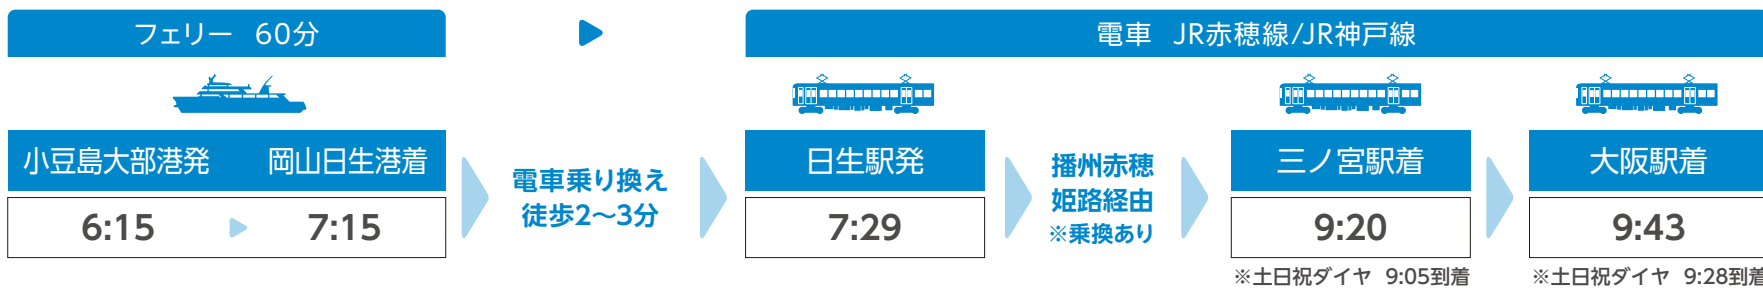 フェリー 60分
電車 JR赤穂線/JR神戸線
小豆島大部港発 岡山日生港着
6:15 7:15
電車乗り換え
徒歩2〜3分
日生駅発
7:29
播州赤穂
姫路経由
※乗換あり
三ノ宮駅着
9:20
※土日祝ダイヤ 9:05到着
大阪駅着
9:43
※土日祝ダイヤ 9:28到着